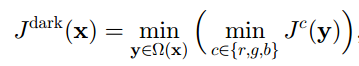 J^dark(x) = min_{y∈Ω(x)} ( min_{c∈{r,g,b}} J^c(y) ).